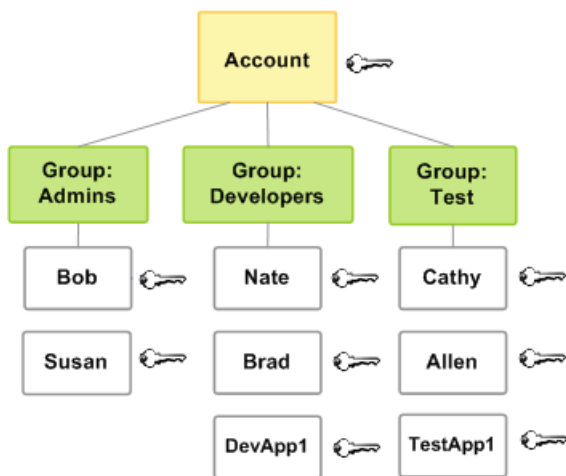 Account
Group:
Admins
Group:
Developers
Group:
Test
Bob
Nate
Cathy
Susan
Brad
Allen
DevApp1
TestApp1